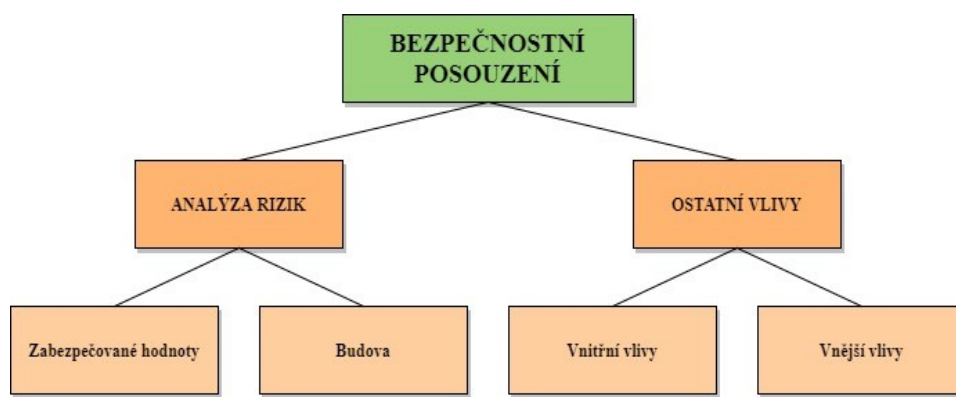 BEZPEČNOSTNÍ
POSOUZENÍ
ANALÝZA RIZIK
OSTATNÍ VLIVY
Zabezpečované hodnoty
Budova
Vnitřní vlivy
Vnější vlivy